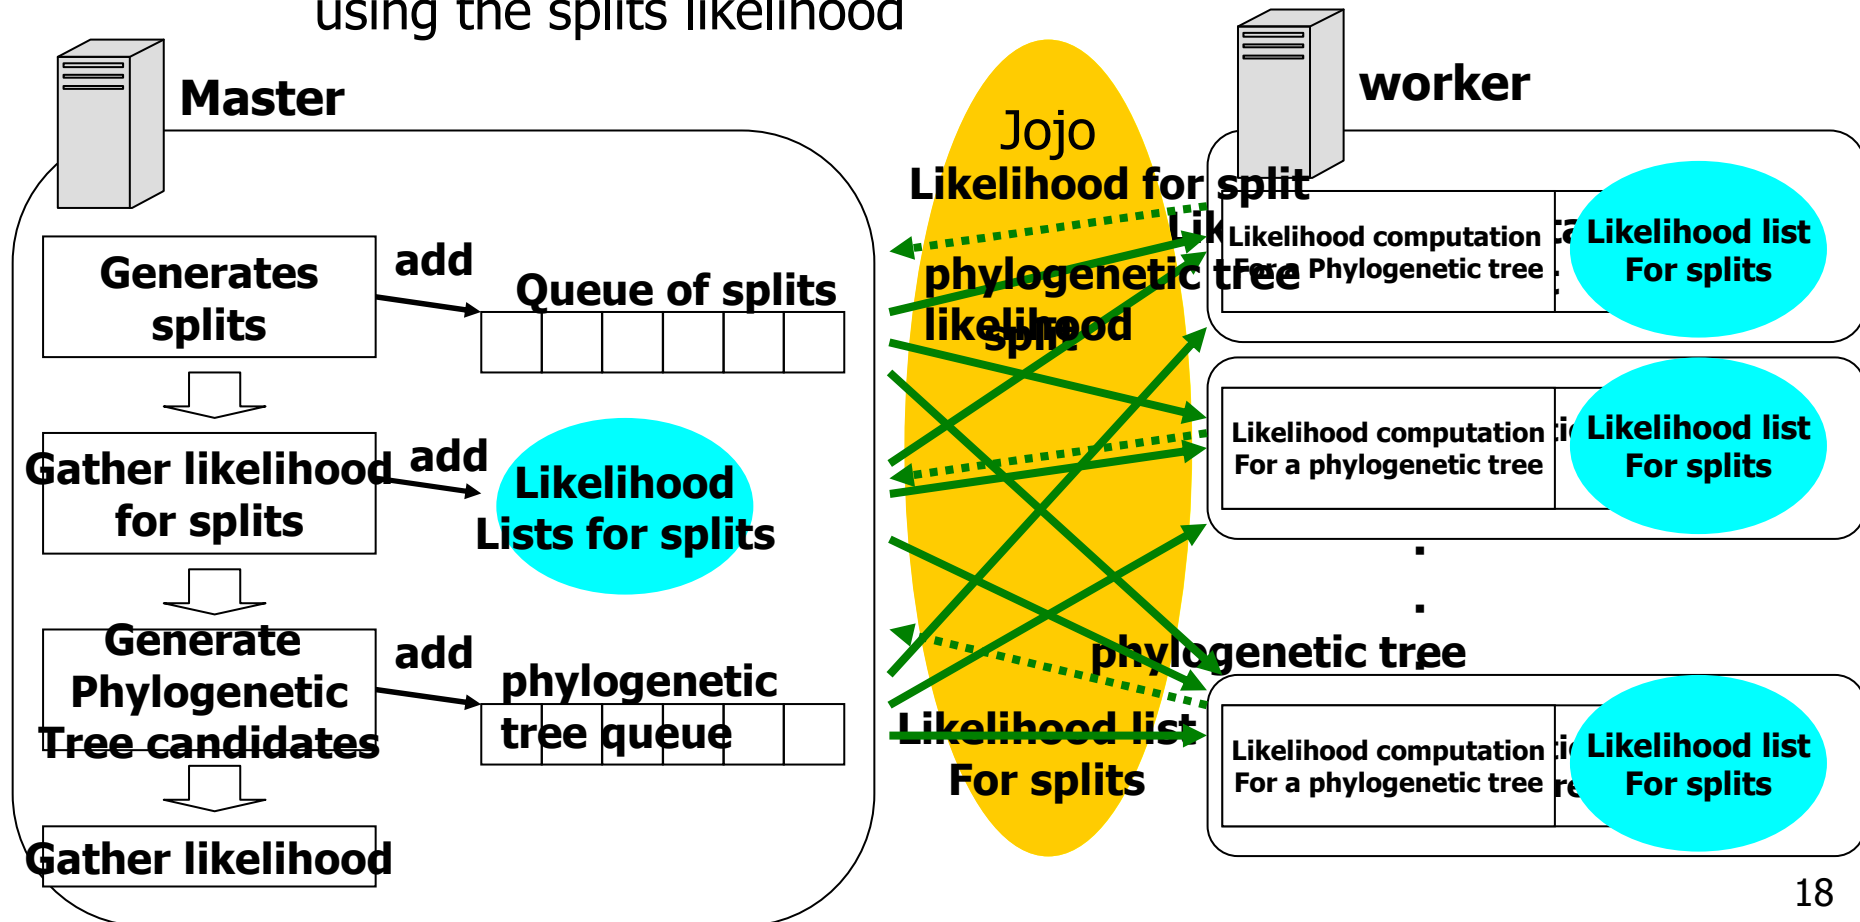 using the splits likelihood
Master
worker
Jojo
Likelihood for split
Generates
splits
add
Queue of splits
phylogenetic tree
likelihood
split
Likelihood computation
For a Phylogenetic tree
Likelihood list
For splits
Gather likelihood
for splits
add
Likelihood
Lists for splits
Likelihood computation
For a phylogenetic tree
Likelihood list
For splits
.
.
.
Generate
Phylogenetic
Tree candidates
add
phylogenetic
tree queue
phylogenetic tree
Likelihood list
For splits
Likelihood computation
For a phylogenetic tree
Likelihood list
For splits
Gather likelihood
18